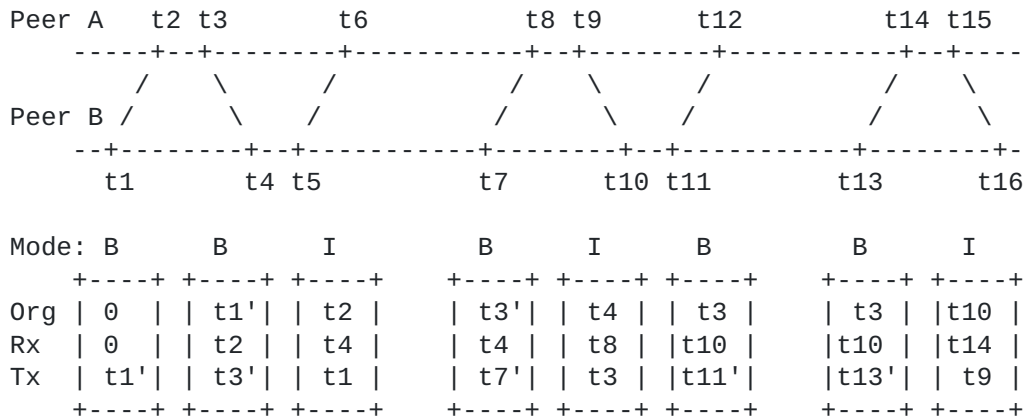 Peer A   t2 t3       t6          t8 t9        t12          t14 t15
    -----+--+--------+-----------+--+--------+-----------+--+----
        /    \      /           /    \      /           /    \
Peer B /      \    /           /      \    /           /      \
    --+--------+--+-----------+--------+--+-----------+--------+-
      t1       t4 t5          t7      t10 t11        t13      t16
Mode: B      B      I         B      I      B         B      I
    +----+ +----+ +----+    +----+ +----+ +----+    +----+ +----+
Org | 0  | | t1'| | t2 |    | t3'| | t4 | | t3 |    | t3 | |t10 |
Rx  | 0  | | t2 | | t4 |    | t4 | | t8 | |t10 |    |t10 | |t14 |
Tx  | t1'| | t3'| | t1 |    | t7'| | t3 | |t11'|    |t13'| | t9 |
    +----+ +----+ +----+    +----+ +----+ +----+    +----+ +----+